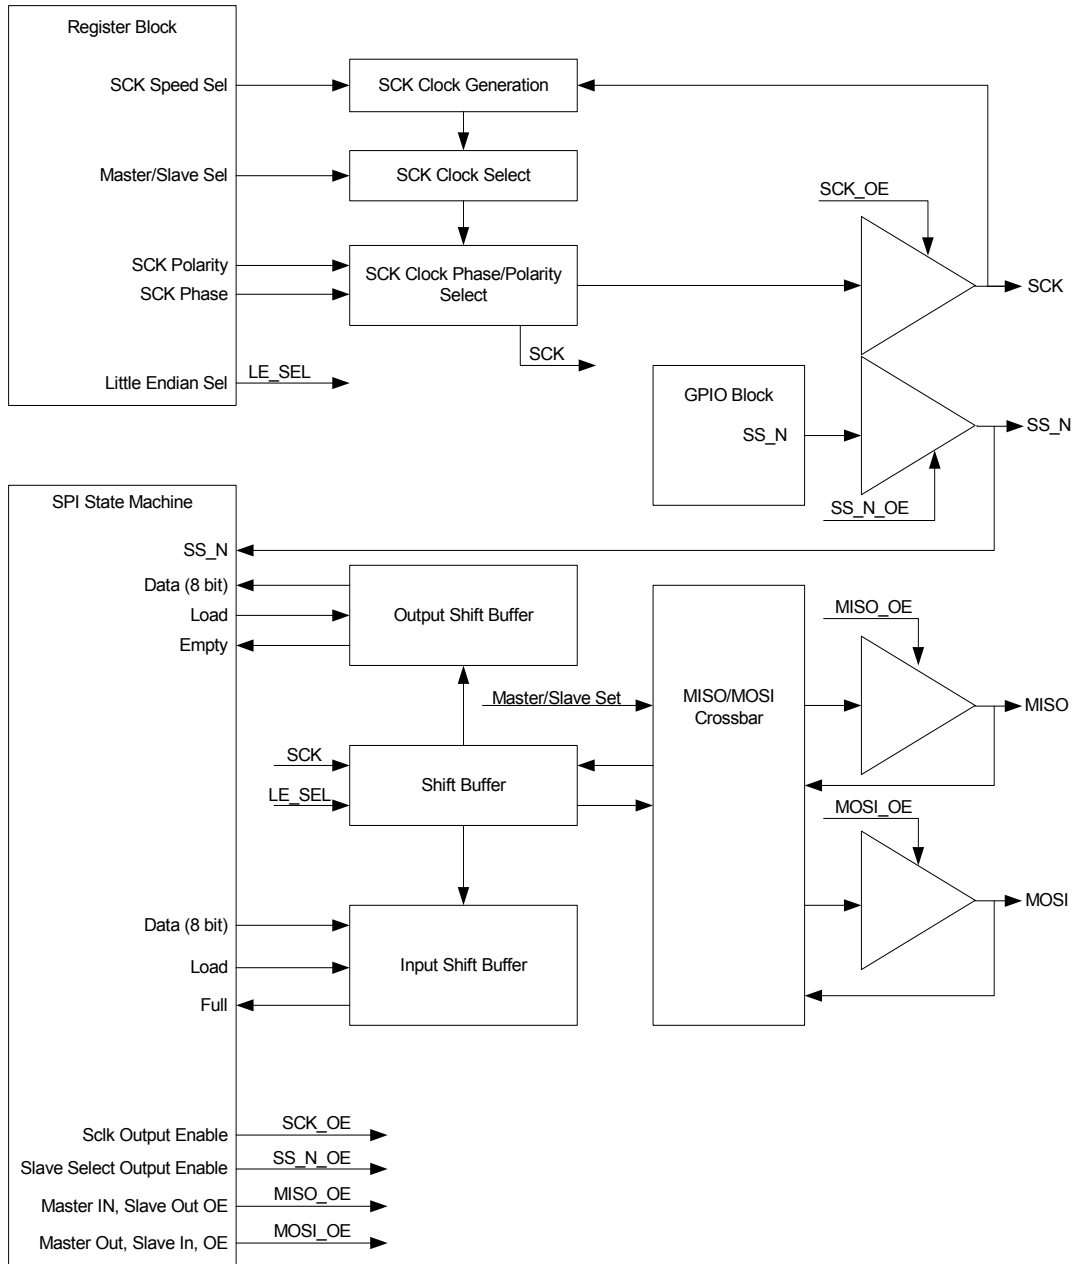 Register Block
SCK Speed Sel
SCK Clock Generation
Master/Slave Sel
SCK Clock Select
SCK_OE
SCK Polarity
SCK Phase
SCK Clock Phase/Polarity
Select
SCK
SCK
Little Endian Sel
LE_SEL
GPIO Block
SS_N
SS_N
SS_N_OE
SPI State Machine
SS_N
Data (8 bit)
Load
Empty
Output Shift Buffer
MISO_OE
Master/Slave Set
MISO/MOSI
Crossbar
MISO
SCK
LE_SEL
Shift Buffer
MOSI_OE
MOSI
Data (8 bit)
Load
Full
Input Shift Buffer
Sclk Output Enable
SCK_OE
Slave Select Output Enable
SS_N_OE
Master IN, Slave Out OE
MISO_OE
Master Out, Slave In, OE
MOSI_OE